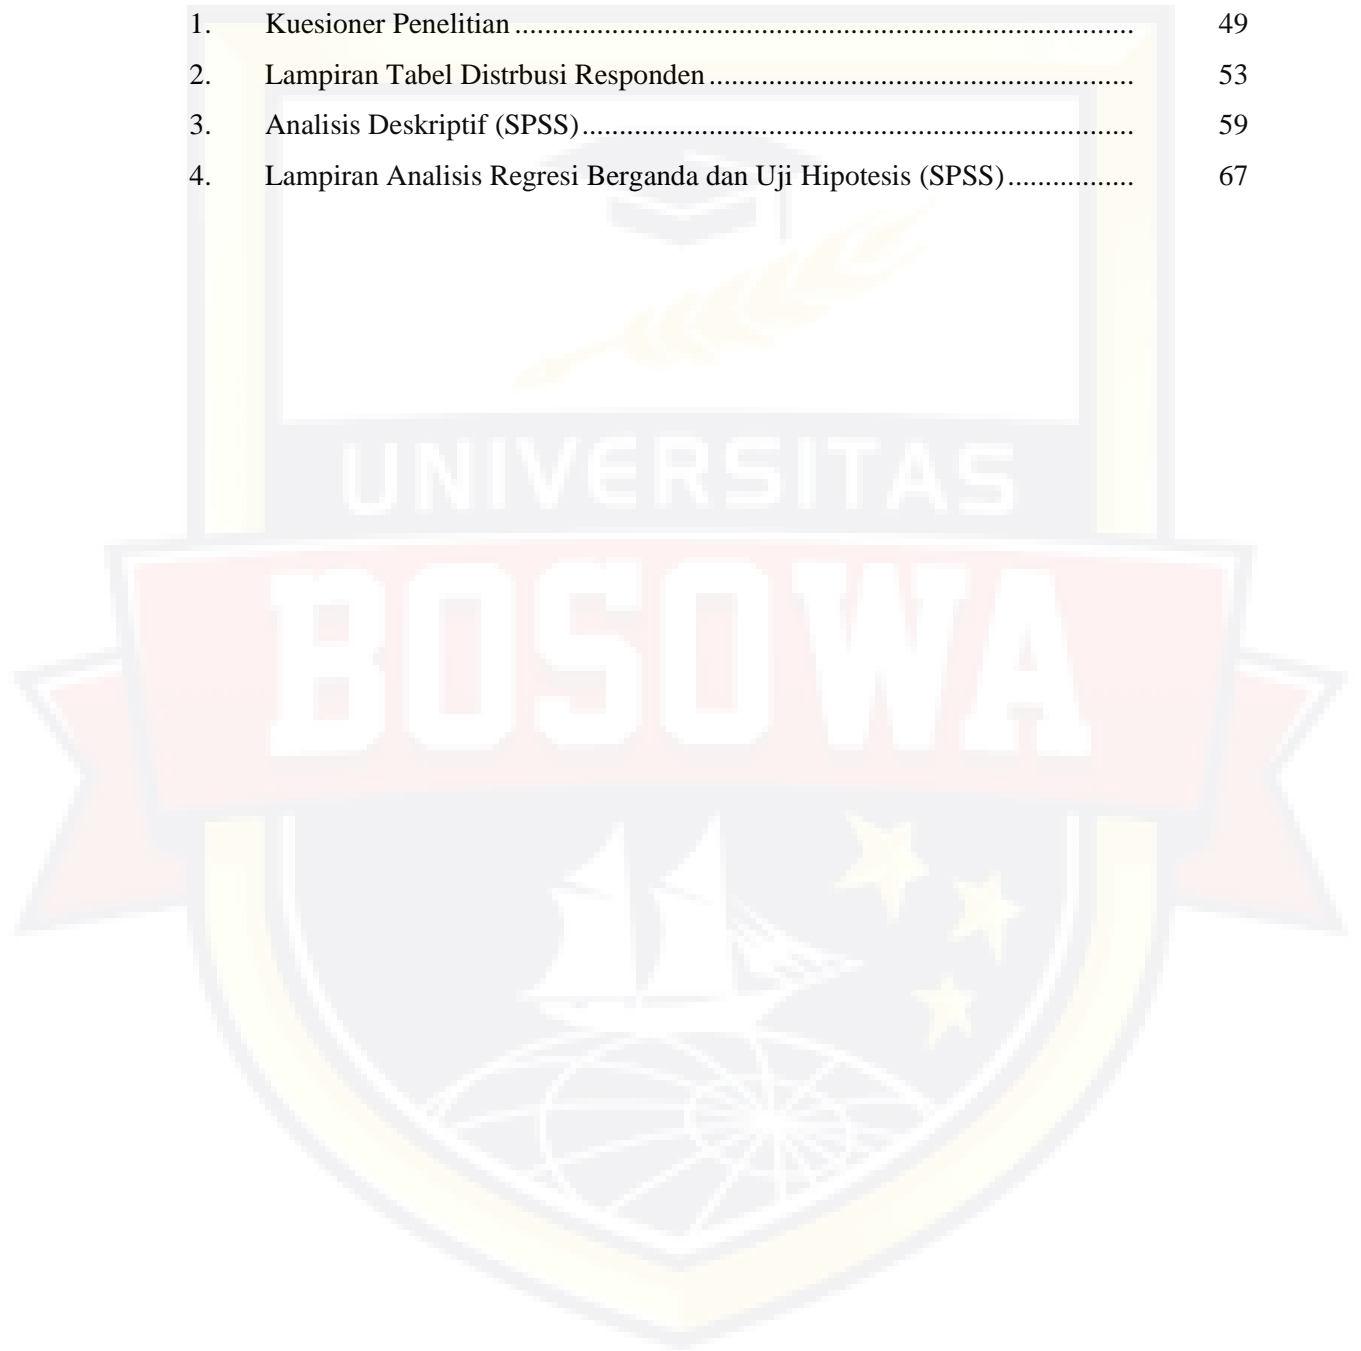 1. Kuesioner Penelitian ................................................................................... 49
2. Lampiran Tabel Distrbusi Responden ......................................................... 53
3. Analisis Deskriptif (SPSS) .......................................................................... 59
4. Lampiran Analisis Regresi Berganda dan Uji Hipotesis (SPSS) ................. 67
UNIVERSITAS
BOSOWA